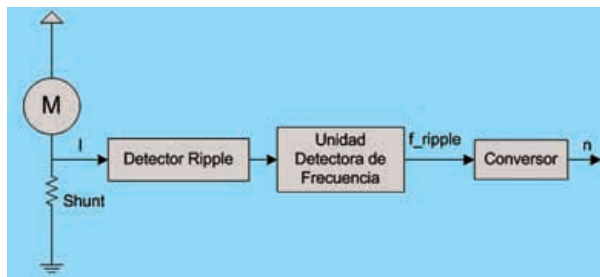 M
I
Shunt
Detector Ripple
Unidad
Detectora de
Frecuencia
f_ripple
Conversor
n